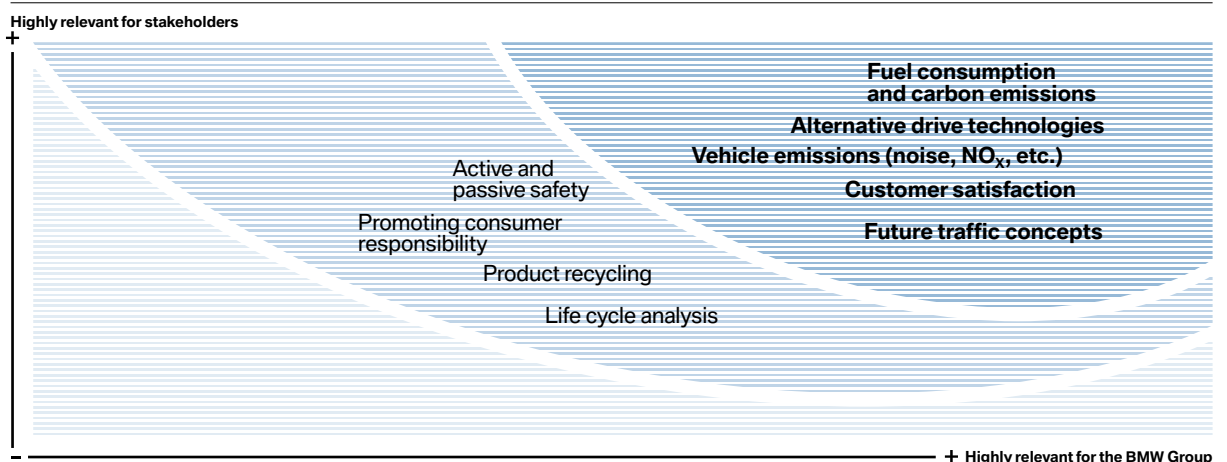 Highly relevant for stakeholders
+
Fuel consumption
and carbon emissions
Alternative drive technologies
Vehicle emissions (noise, NOX, etc.)
Active and
passive safety
Customer satisfaction
Promoting consumer
responsibility
Future traffic concepts
Product recycling
Life cycle analysis
-
+ Highly relevant for the BMW Group